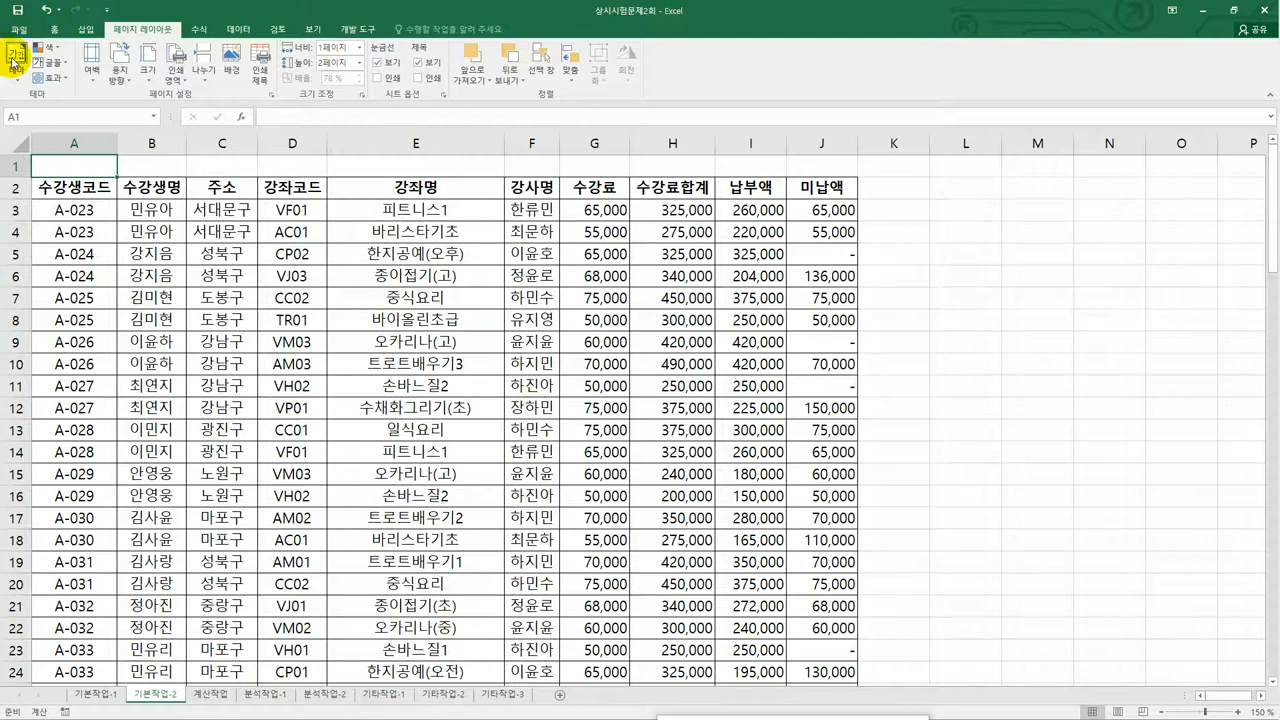 상시시험문제2회 - Excel
파일 홈 삽입 페이지 레이아웃 수식 데이터 검토 보기 개발 도구 수행할 작업을 알려 주세요. 공유
색 글꼴 효과 테마
여백 용지 방향 크기 인쇄 영역 나누기 배경 인쇄 제목 페이지 설정
너비: 1페이지 높이: 2페이지 배율: 78 % 크기 조정
눈금선 제목
보기 보기
인쇄 인쇄
시트 옵션
앞으로 가져오기 뒤로 보내기 선택 창 맞춤 그룹화 회전 정렬
A1 fx
A B C D E F G H I J K L M N O P
1
2 수강생코드 수강생명 주소 강좌코드 강좌명 강사명 수강료 수강료합계 납부액 미납액
3 A-023 민유아 서대문구 VF01 피트니스1 한류민 65,000 325,000 260,000 65,000
4 A-023 민유아 서대문구 AC01 바리스타기초 최문하 55,000 275,000 220,000 55,000
5 A-024 강지음 성북구 CP02 한지공예(오후) 이윤호 65,000 325,000 325,000 -
6 A-024 강지음 성북구 VJ03 종이접기(고) 정윤로 68,000 340,000 204,000 136,000
7 A-025 김미현 도봉구 CC02 중식요리 하민수 75,000 450,000 375,000 75,000
8 A-025 김미현 도봉구 TR01 바이올린초급 유지영 50,000 300,000 250,000 50,000
9 A-026 이윤하 강남구 VM03 오카리나(고) 윤지윤 60,000 420,000 420,000 -
10 A-026 이윤하 강남구 AM03 트로트배우기3 하지민 70,000 490,000 420,000 70,000
11 A-027 최연지 강남구 VH02 손바느질2 하진아 50,000 250,000 250,000 -
12 A-027 최연지 강남구 VP01 수채화그리기(초) 장하민 75,000 375,000 225,000 150,000
13 A-028 이민지 광진구 CC01 일식요리 하민수 75,000 375,000 300,000 75,000
14 A-028 이민지 광진구 VF01 피트니스1 한류민 65,000 325,000 260,000 65,000
15 A-029 안영웅 노원구 VM03 오카리나(고) 윤지윤 60,000 240,000 180,000 60,000
16 A-029 안영웅 노원구 VH02 손바느질2 하진아 50,000 200,000 150,000 50,000
17 A-030 김사윤 마포구 AM02 트로트배우기2 하지민 70,000 350,000 280,000 70,000
18 A-030 김사윤 마포구 AC01 바리스타기초 최문하 55,000 275,000 165,000 110,000
19 A-031 김사랑 성북구 AM01 트로트배우기1 하지민 70,000 420,000 350,000 70,000
20 A-031 김사랑 성북구 CC02 중식요리 하민수 75,000 450,000 375,000 75,000
21 A-032 정아진 중랑구 VJ01 종이접기(초) 정윤로 68,000 340,000 272,000 68,000
22 A-032 정아진 중랑구 VM02 오카리나(중) 윤지윤 60,000 300,000 240,000 60,000
23 A-033 민유리 마포구 VH01 손바느질1 하진아 50,000 250,000 250,000 -
24 A-033 민유리 마포구 CP01 한지공예(오전) 이윤호 65,000 325,000 195,000 130,000
기본작업-1 기본작업-2 계산작업 분석작업-1 분석작업-2 기타작업-1 기타작업-2 기타작업-3
준비 계산 150 %